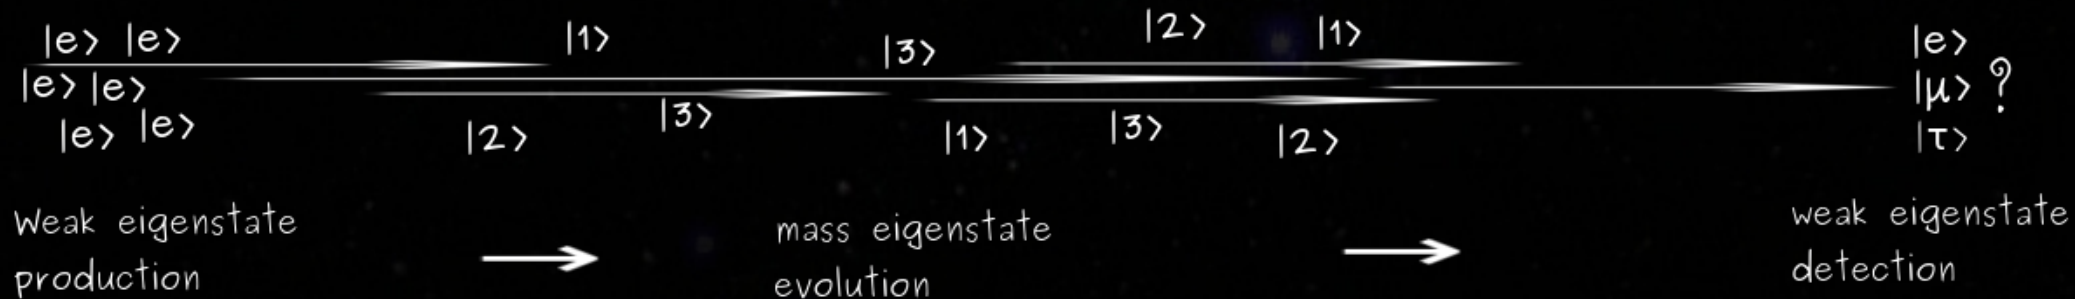 |e> |e>
|e> |e>
|e> |e>
|1>
|2>
|3>
|3>
|1>
|2>
|3>
|1>
|2>
|e>
|μ> ?
|τ>
Weak eigenstate
production
mass eigenstate
evolution
weak eigenstate
detection